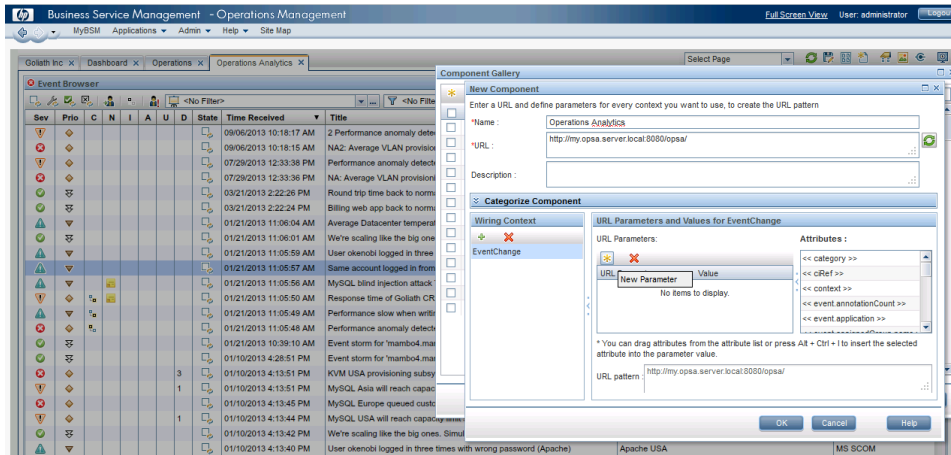 hp Business Service Management - Operations Management
Full Screen View User: administrator Logou
MyBSM Applications Admin Help Site Map
Goliath Inc x Dashboard x Operations x Operations Analytics x
Select Page
Event Browser
<No Filter> ... <No Filte
Sev Prio C N I A U D State Time Received Title
09/06/2013 10:18:17 AM 2 Performance anomaly dete
09/06/2013 10:18:15 AM NA2: Average VLAN provisio
07/29/2013 12:33:38 PM Performance anomaly detect
07/29/2013 12:33:36 PM NA: Average VLAN provisioni
03/21/2013 2:22:26 PM Round trip time back to norma
03/21/2013 2:22:24 PM Billing web app back to norm
01/21/2013 11:06:04 AM Average Datacenter temperat
01/21/2013 11:06:01 AM We're scaling like the big one
01/21/2013 11:05:59 AM User okenobi logged in three
01/21/2013 11:05:57 AM Same account logged in from
01/21/2013 11:05:56 AM MySQL blind injection attack
01/21/2013 11:05:50 AM Response time of Goliath CR
01/21/2013 11:05:49 AM Performance slow when writi
01/21/2013 11:05:48 AM Performance anomaly detecte
01/21/2013 10:39:10 AM Event storm for 'mambo4.mar
01/10/2013 4:28:51 PM Event storm for 'mambo4.mar
3 01/10/2013 4:13:51 PM KVM USA provisioning subsy
1 01/10/2013 4:13:51 PM MySQL Asia will reach capac
01/10/2013 4:13:45 PM MySQL Europe queued custo
1 01/10/2013 4:13:44 PM MySQL USA will reach capacity limit
01/10/2013 4:13:42 PM We're scaling like the big ones. Simul
01/10/2013 4:13:40 PM User okenobi logged in three times with wrong password (Apache) Apache USA MS SCOM
Component Gallery
New Component
Enter a URL and define parameters for every context you want to use, to create the URL pattern
*Name : Operations Analytics
*URL : http://my.opsa.server.local:8080/opsa/
Description :
Categorize Component
Wiring Context
EventChange
URL Parameters and Values for EventChange
URL Parameters:
URL Value
New Parameter
No items to display.
Attributes :
<< category >>
<< ciRef >>
<< context >>
<< event.annotationCount >>
<< event.application >>
* You can drag attributes from the attribute list or press Alt + Ctrl + I to insert the selected
attribute into the parameter value.
URL pattern : http://my.opsa.server.local:8080/opsa/
OK Cancel Help